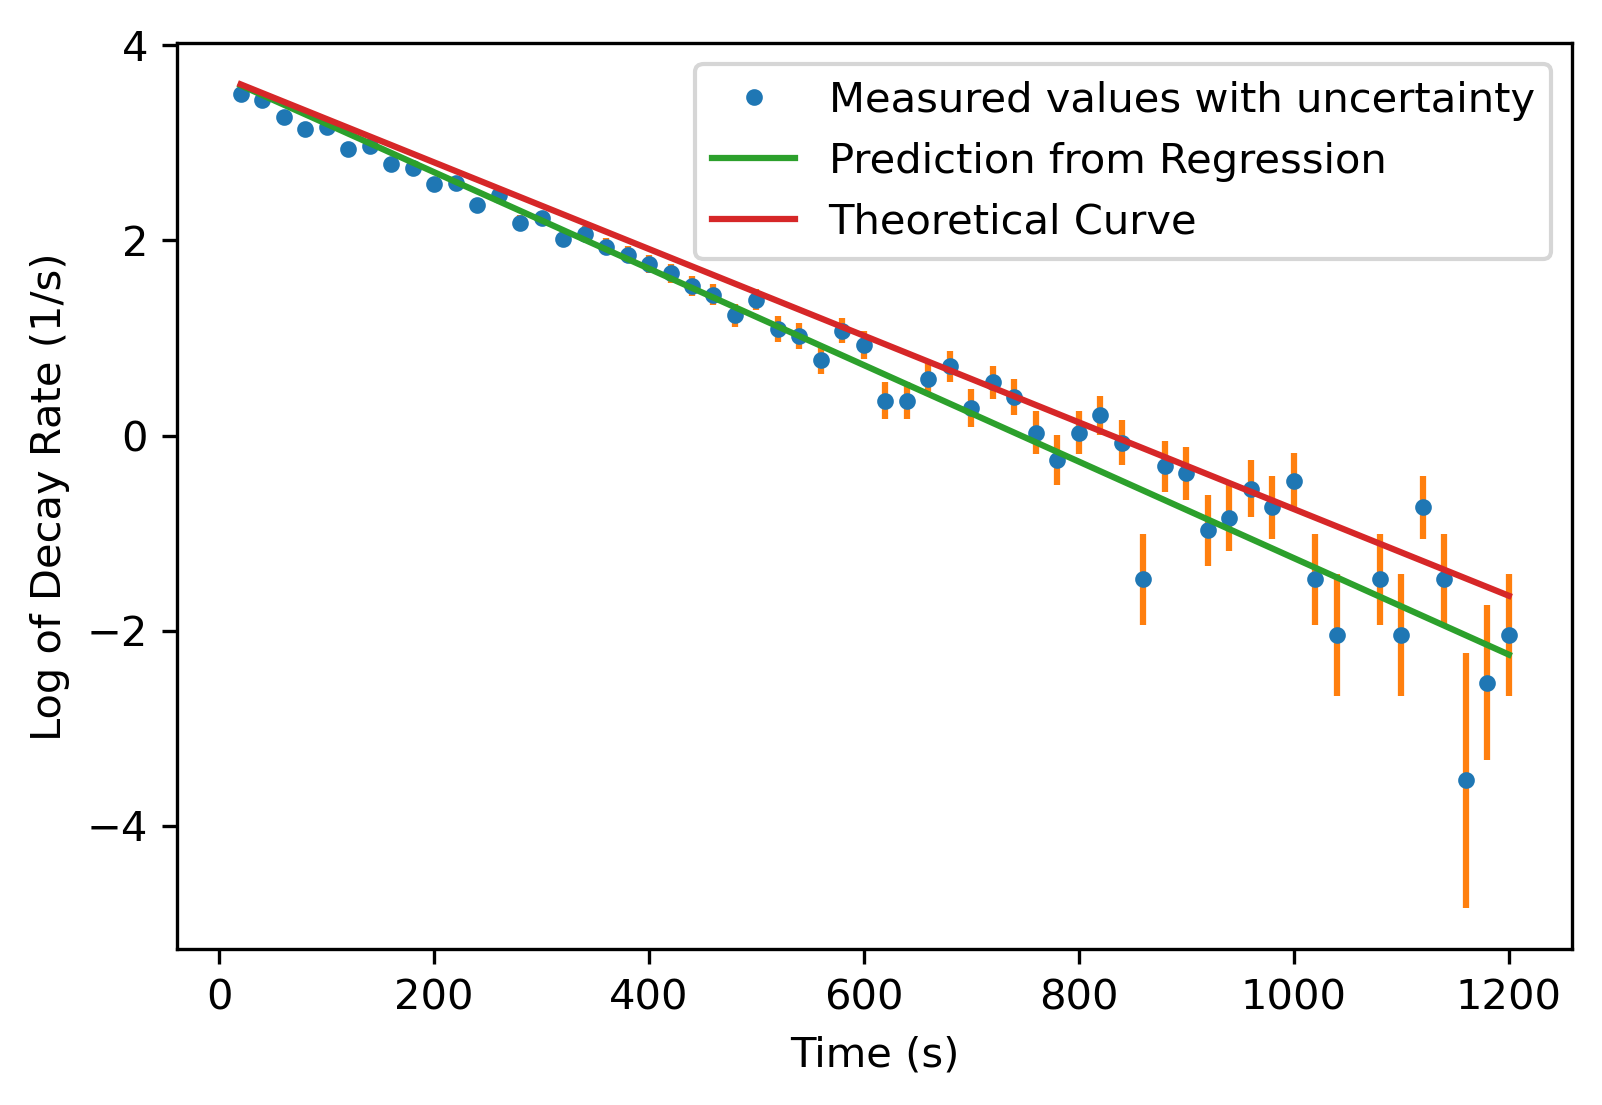 Measured values with uncertainty
Prediction from Regression
Theoretical Curve
Log of Decay Rate (1/s)
4
2
0
−2
−4
0 200 400 600 800 1000 1200
Time (s)